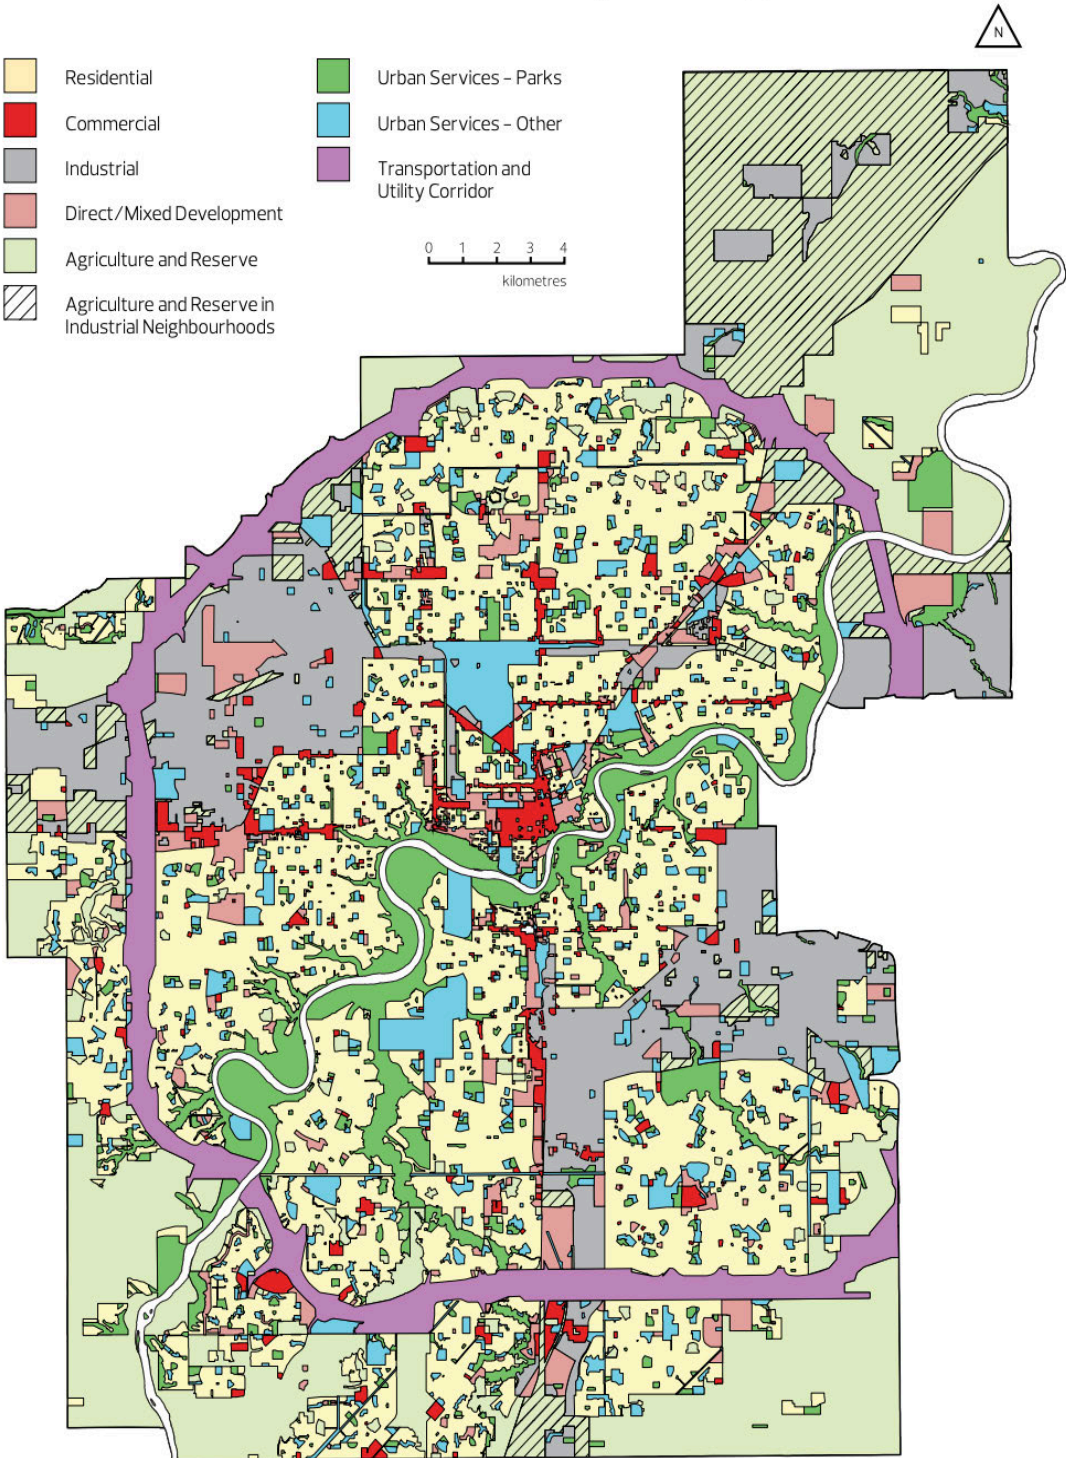 N
Residential
Commercial
Industrial
Direct/Mixed Development
Agriculture and Reserve
Agriculture and Reserve in
Industrial Neighbourhoods
Urban Services – Parks
Urban Services – Other
Transportation and
Utility Corridor
0 1 2 3 4
kilometres